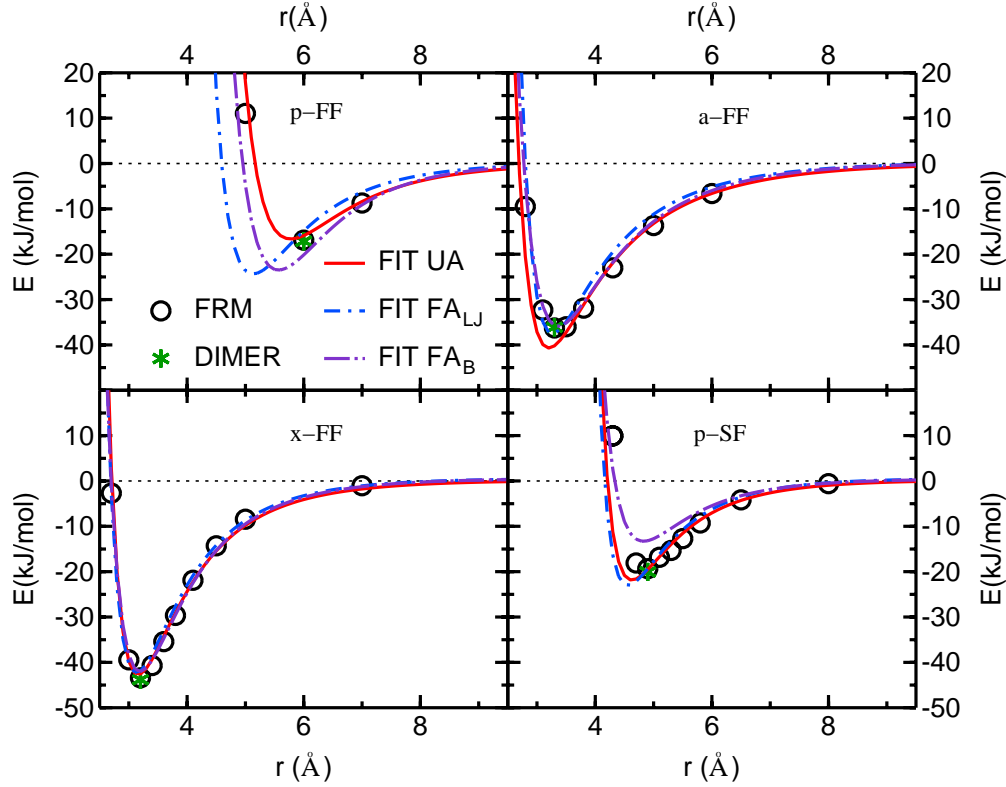 r(Å)
r(Å)
4
6
8
4
6
8
20
10
0
-10
-20
-30
-40
E (kJ/mol)
p−FF
FRM
DIMER
FIT UA
FIT FA_LJ
FIT FA_B
a−FF
20
10
0
-10
-20
-30
-40
E (kJ/mol)
0
-10
-20
-30
-40
-50
E(kJ/mol)
x−FF
p−SF
0
-10
-20
-30
-40
-50
E(kJ/mol)
4
6
8
4
6
8
r (Å)
r (Å)